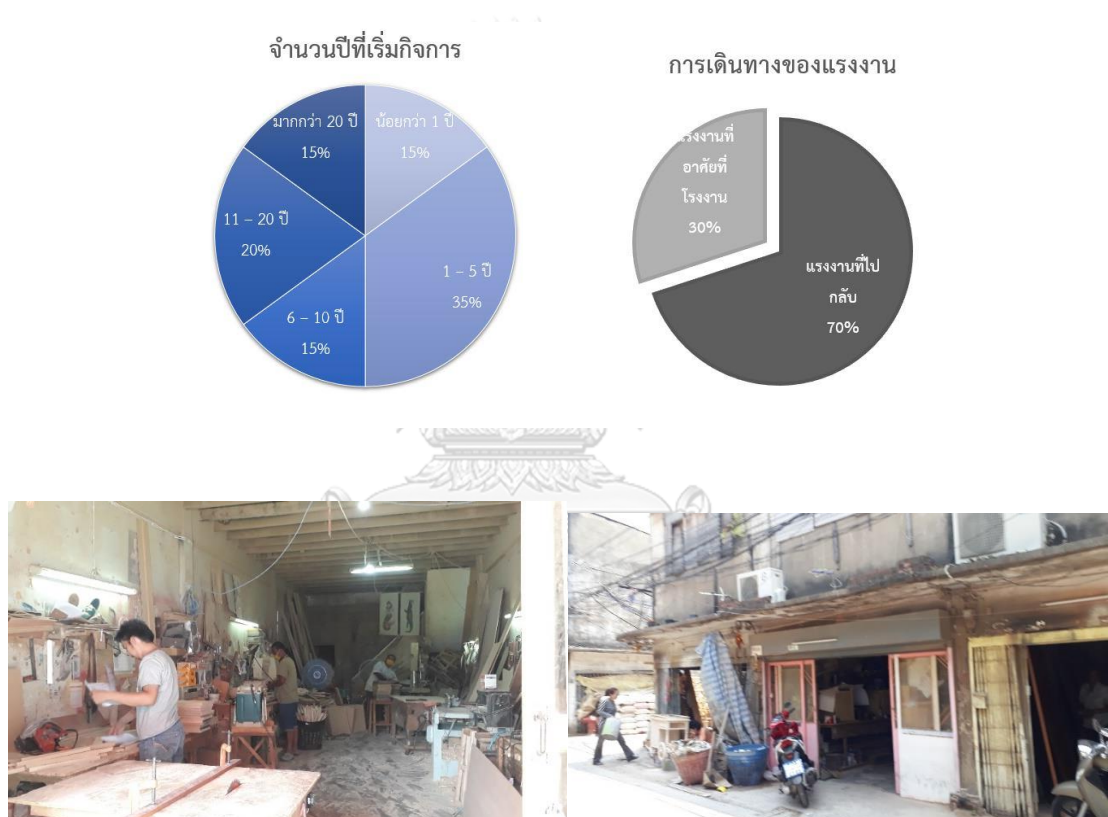 จำนวนปีที่เริ่มกิจการ
มากกว่า 20 ปี
15%
น้อยกว่า 1 ปี
15%
11 – 20 ปี
20%
1 – 5 ปี
35%
6 – 10 ปี
15%
การเดินทางของแรงงาน
แรงงานที่
อาศัยที่
โรงงาน
30%
แรงงานที่ไป
กลับ
70%